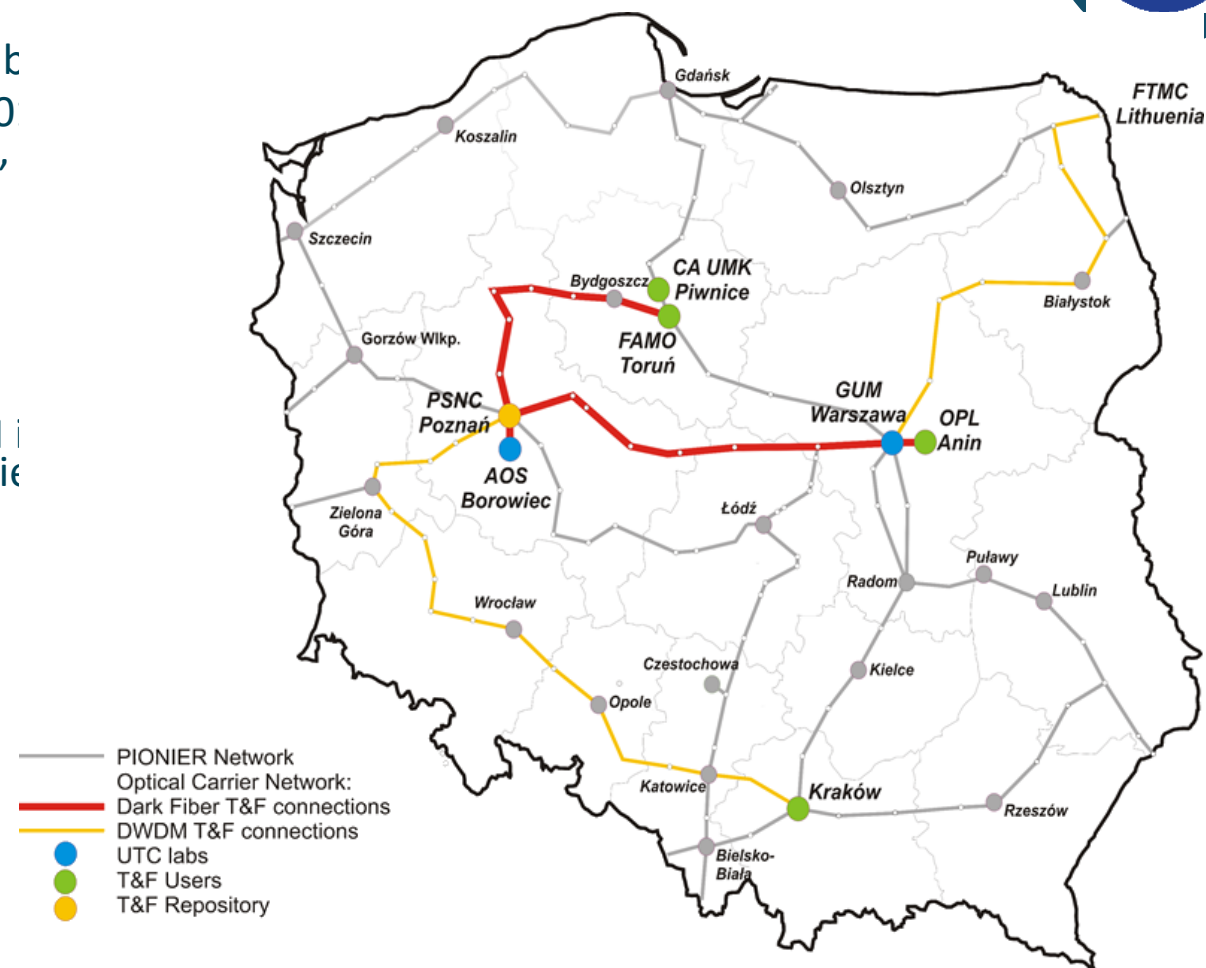 Gdańsk
FTMC
Lithuenia
Koszalin
Olsztyn
Szczecin
CA UMK
Piwnice
Bydgoszcz
Białystok
FAMO
Toruń
Gorzów Wlkp.
GUM
Warszawa
PSNC
Poznań
OPL
Anin
AOS
Borowiec
Zielona
Góra
Łódź
Puławy
Radom
Lublin
Wrocław
Czestochowa
Kielce
Opole
Katowice
Kraków
Rzeszów
Bielsko-
Biała
PIONIER Network
Optical Carrier Network:
Dark Fiber T&F connections
DWDM T&F connections
UTC labs
T&F Users
T&F Repository